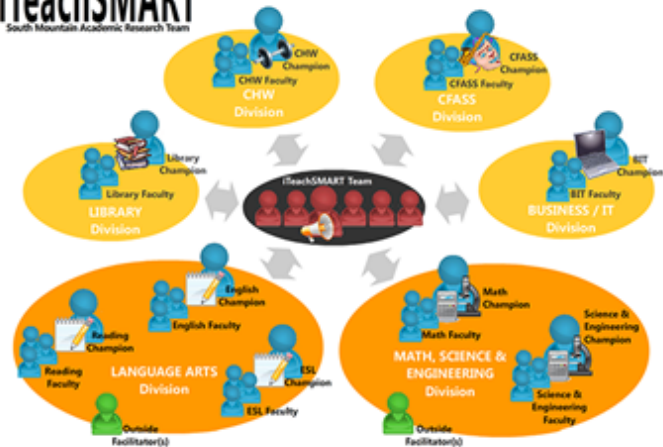 iTeachSMART
South Mountain Academic Research Team
CHW
Champion
CHW Faculty
CHW
Division
CFASS
Champion
CFASS Faculty
CFASS
Division
Library
Champion
Library Faculty
LIBRARY
Division
iTeachSMART Team
BIT
Champion
BIT Faculty
BUSINESS / IT
Division
English
Champion
English Faculty
Reading
Champion
Reading
Faculty
LANGUAGE ARTS
Division
ESL
Champion
ESL Faculty
Outside
Facilitator(s)
Math
Champion
Math Faculty
Science &
Engineering
Champion
MATH, SCIENCE &
ENGINEERING
Division
Science &
Engineering
Faculty
Outside
Facilitator(s)